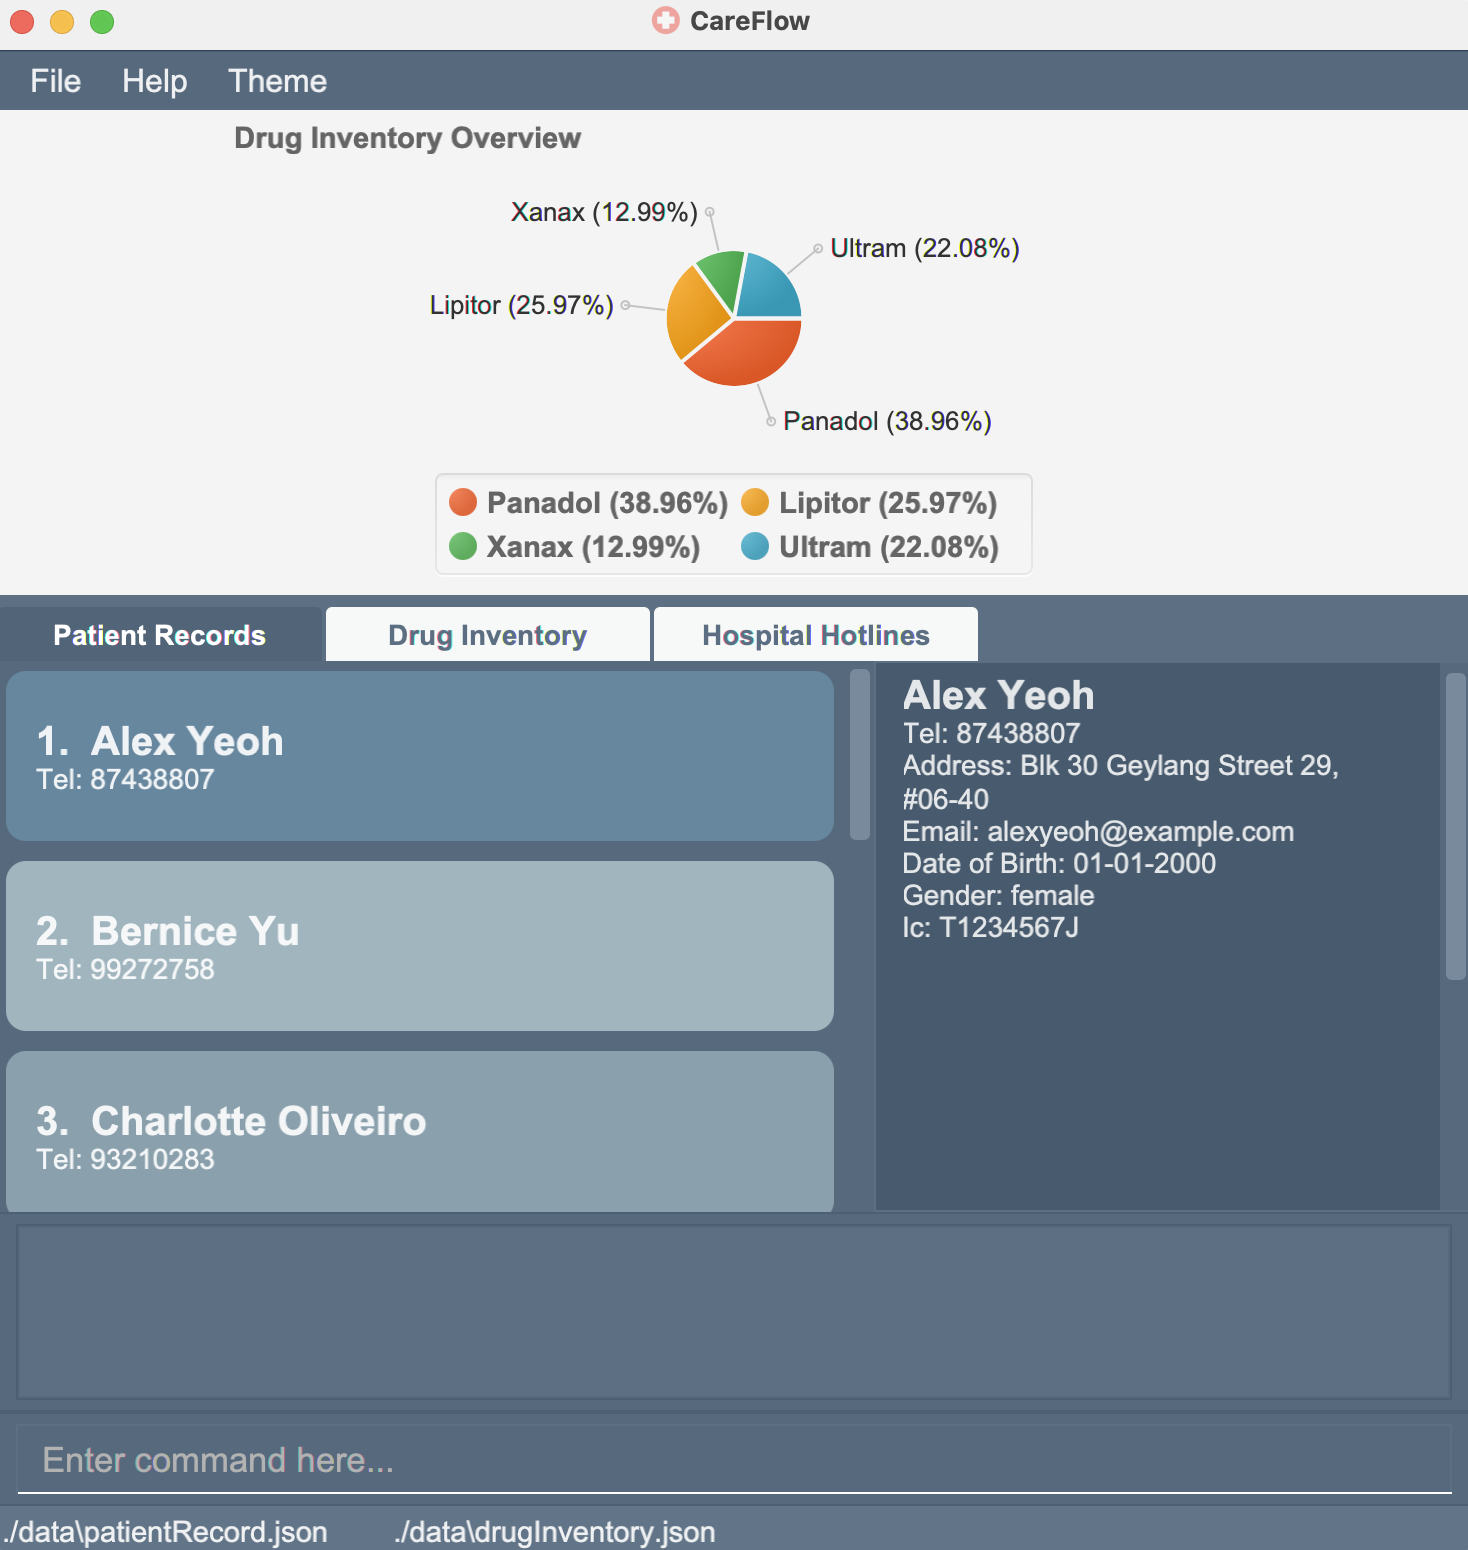 CareFlow
File Help Theme
Drug Inventory Overview
Xanax (12.99%)
Ultram (22.08%)
Lipitor (25.97%)
Panadol (38.96%)
Panadol (38.96%) Lipitor (25.97%)
Xanax (12.99%) Ultram (22.08%)
Patient Records Drug Inventory Hospital Hotlines
1. Alex Yeoh
Tel: 87438807
2. Bernice Yu
Tel: 99272758
3. Charlotte Oliveiro
Tel: 93210283
Alex Yeoh
Tel: 87438807
Address: Blk 30 Geylang Street 29,
#06-40
Email: alexyeoh@example.com
Date of Birth: 01-01-2000
Gender: female
Ic: T1234567J
Enter command here...
./data\patientRecord.json ./data\drugInventory.json